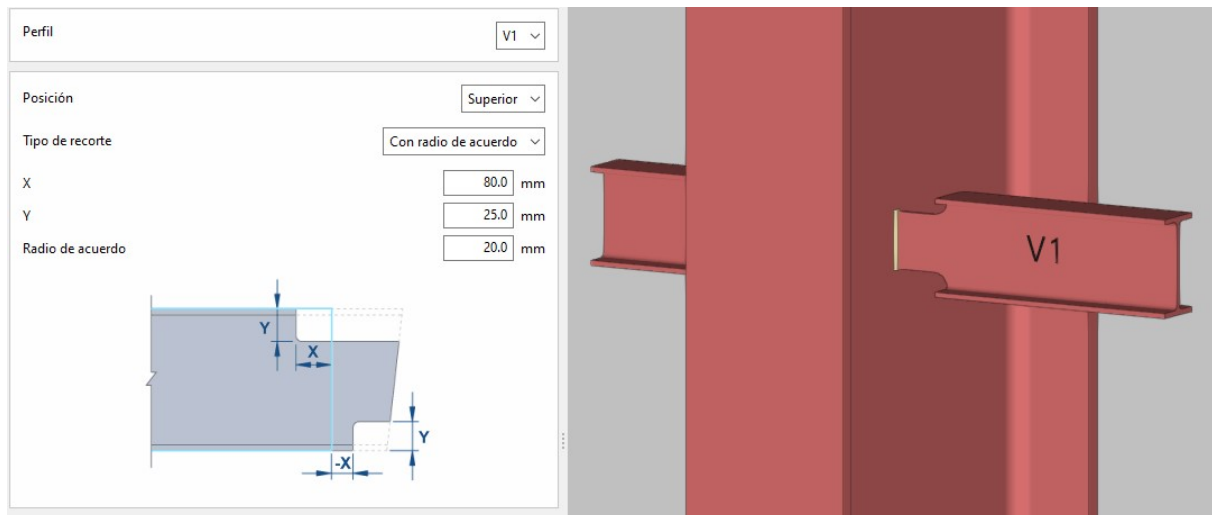 Perfil V1
Posición Superior
Tipo de recorte Con radio de acuerdo
X 80.0 mm
Y 25.0 mm
Radio de acuerdo 20.0 mm
Y
X
Y
-X
V1